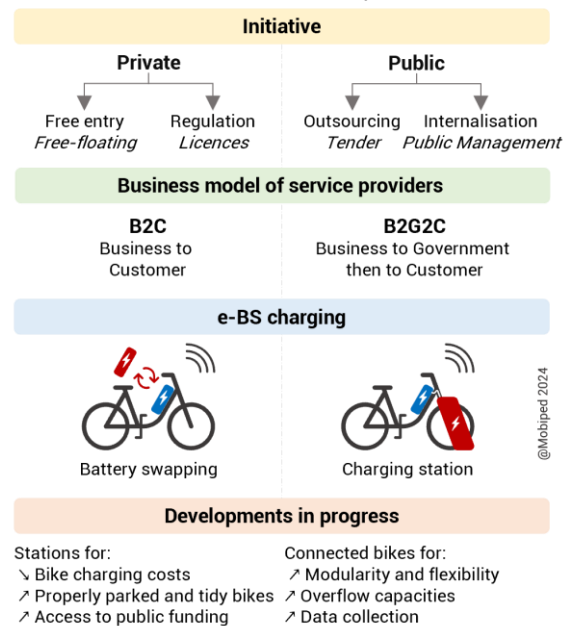 Initiative
Private
Public
Free entry
Free-floating
Regulation
Licences
Outsourcing
Tender
Internalisation
Public Management
Business model of service providers
B2C
Business to
Customer
B2G2C
Business to Government
then to Customer
e-BS charging
@Mobiped 2024
Battery swapping
Charging station
Developments in progress
Stations for:
↘ Bike charging costs
↗ Properly parked and tidy bikes
↗ Access to public funding
Connected bikes for:
↗ Modularity and flexibility
↗ Overflow capacities
↗ Data collection